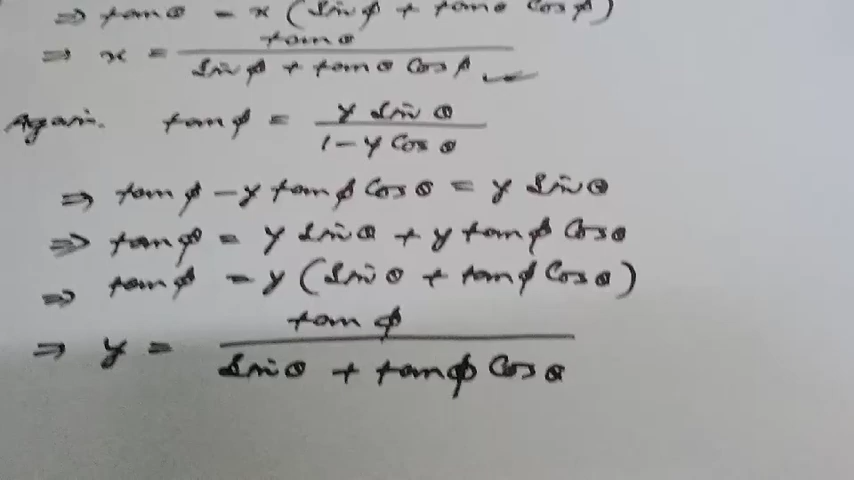 ⇒ tanθ = x (sinφ + tanθ cosφ)
⇒ x = tanθ / (sinφ + tanθ cosφ)
Again. tanφ = y sinθ / (1 - y cosθ)
⇒ tanφ - y tanφ cosθ = y sinθ
⇒ tanφ = y sinθ + y tanφ cosθ
⇒ tanφ = y (sinθ + tanφ cosθ)
⇒ y = tanφ / (sinθ + tanφ cosθ)